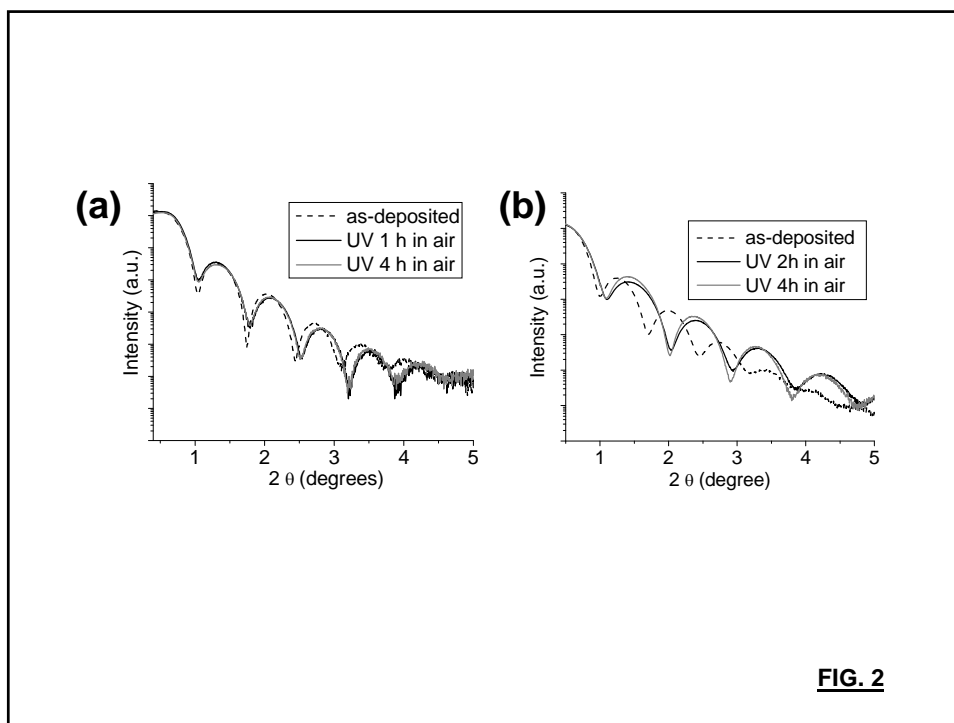 (a)
as-deposited
UV 1 h in air
UV 4 h in air
Intensity (a.u.)
1 2 3 4 5
2 θ (degrees)
(b)
as-deposited
UV 2h in air
UV 4h in air
Intensity (a.u.)
1 2 3 4 5
2 θ (degree)
FIG. 2